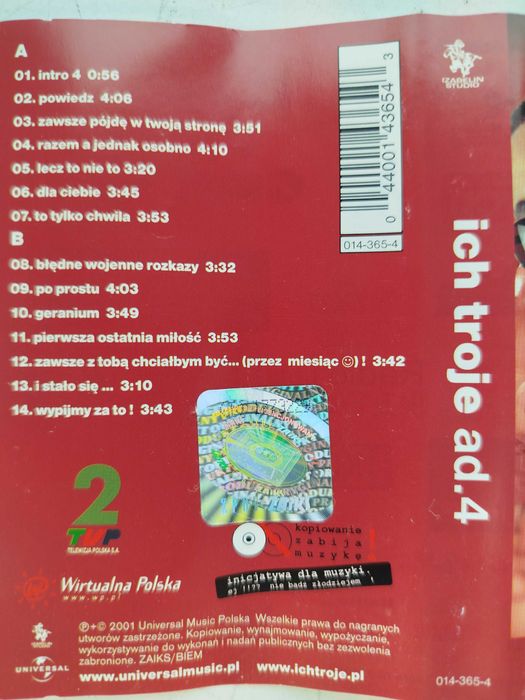 A
01. intro 4 0:56
02. powiedz 4:06
03. zawsze pójdę w twoją stronę 3:51
04. razem a jednak osobno 4:10
05. lecz to nie to 3:20
06. dla ciebie 3:45
07. to tylko chwila 3:53
B
08. błędne wojenne rozkazy 3:32
09. po prostu 4:03
10. geranium 3:49
11. pierwsza ostatnia miłość 3:53
12. zawsze z tobą chciałbym być... (przez miesiąc ☺) ! 3:42
13. i stało się ... 3:10
14. wypijmy za to ! 3:43
0 44001 43654 3
014-365-4
IZABELIN
STUDIO
ich troje ad.4
2
TVP
TELEWIZJA POLSKA S.A.
kopiowanie
zabija
muzykę !
inicjatywa dla muzyki.
ej !!?? nie bądź złodziejem !
Wirtualna Polska
www.wp.pl
℗+© 2001 Universal Music Polska Wszelkie prawa do nagranych
utworów zastrzeżone. Kopiowanie, wynajmowanie, wypożyczanie,
wykorzystywanie do wykonań i nadań publicznych bez zezwolenia
zabronione. ZAIKS/BIEM
UNIVERSAL
www.universalmusic.pl www.ichtroje.pl
014-365-4